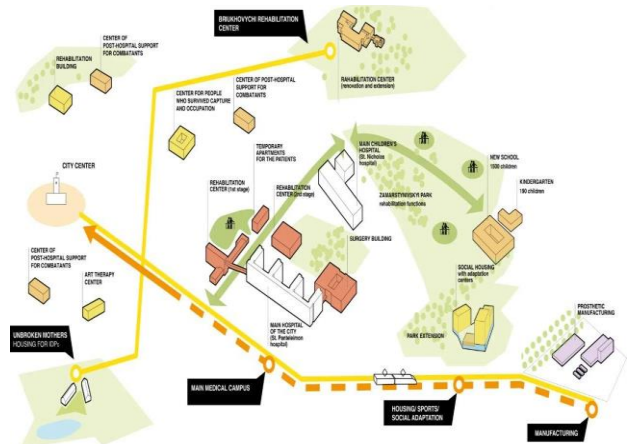 BRIUKHOVYCHI REHABILITATION
CENTER
CENTER OF
POST-HOSPITAL SUPPORT
FOR COMBATANTS
REHABILITATION
BUILDING
RAHABILITATION CENTER
(renovation and extension)
CENTER FOR PEOPLE
WHO SURVIVED CAPTURE
AND OCCUPATION
CENTER OF POST-HOSPITAL
SUPPORT FOR
COMBATANTS
TEMPORARY
APARTMENTS
FOR THE PATIENTS
MAIN CHILDREN'S
HOSPITAL
(St. Nicholas
hospital)
NEW SCHOOL
1500 children
CITY CENTER
REHABILITATION
CENTER (1st stage)
REHABILITATION
CENTER (2nd stage)
KINDERGARTEN
190 children
ZAMARSTYNIVSKYI PARK
rehabilitation functions
SURGERY BUILDING
CENTER OF
POST-HOSPITAL SUPPORT
FOR COMBATANTS
ART THERAPY
CENTER
SOCIAL HOUSING
with adaptation
centers
PROSTHETIC
MANUFACTURING
UNBROKEN MOTHERS
HOUSING FOR IDPs
MAIN HOSPITAL
OF THE CITY
(St. Panteleimon
hospital)
PARK EXTENSION
MAIN MEDICAL CAMPUS
HOUSING/ SPORTS/
SOCIAL ADAPTATION
MANUFACTURING